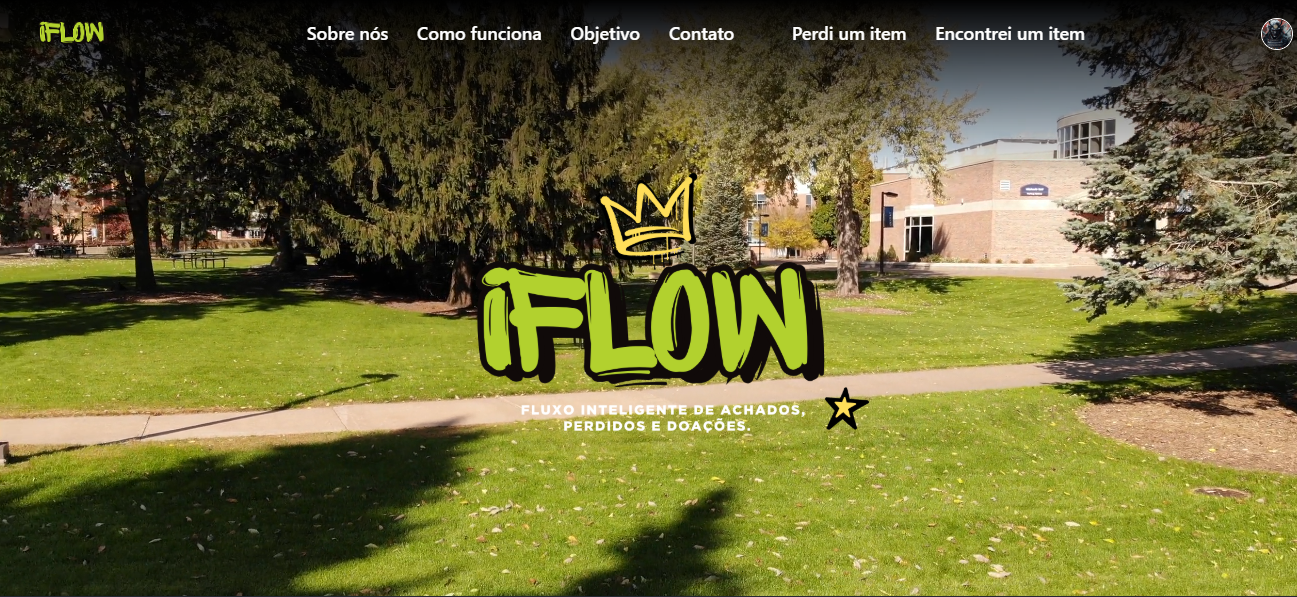 iFLOW
Sobre nós Como funciona Objetivo Contato Perdi um item Encontrei um item
iFLOW
FLUXO INTELIGENTE DE ACHADOS,
PERDIDOS E DOAÇÕES.